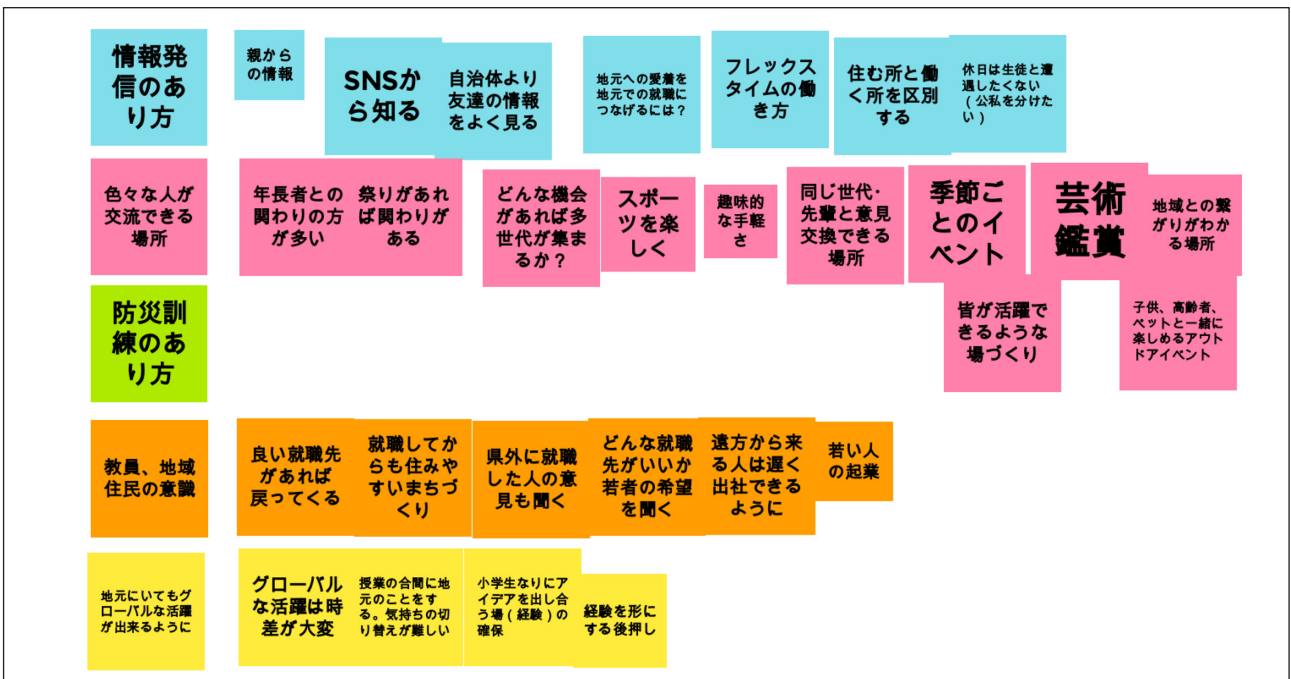 情報発
信のあ
り方
親から
の情報
SNSか
ら知る
自治体より
友達の情報
をよく見る
地元への愛着を
地元での就職に
つなげるには？
フレックス
タイムの働
き方
住む所と働
く所を区別
する
休日は生徒と遭
遇したくない
（公私を分けた
い）
色々な人が
交流できる
場所
年長者との
関わりの方
が多い
祭りがあれ
ば関わりが
ある
どんな機会
があれば多
世代が集ま
るか？
スポー
ツを楽
しく
趣味的
な手軽
さ
同じ世代・
先輩と意見
交換できる
場所
季節ご
とのイ
ベント
芸術
鑑賞
地域との繋
がりがわか
る場所
皆が活躍で
きるような
場づくり
子供、高齢者、
ペットと一緒に
楽しめるアウト
ドアイベント
防災訓
練のあ
り方
教員、地域
住民の意識
良い就職先
があれば
戻ってくる
就職してか
らも住みや
すいまちづ
くり
県外に就職
した人の意
見も聞く
どんな就職
先がいいか
若者の希望
を聞く
遠方から来
る人は遅く
出社できる
ように
若い人
の起業
地元にいてもグ
ローバルな活躍
が出来るように
グローバル
な活躍は時
差が大変
授業の合間に地
元のことをす
る。気持ちの切
り替えが難しい
小学生なりにア
イデアを出し合
う場（経験）の
確保
経験を形に
する後押し